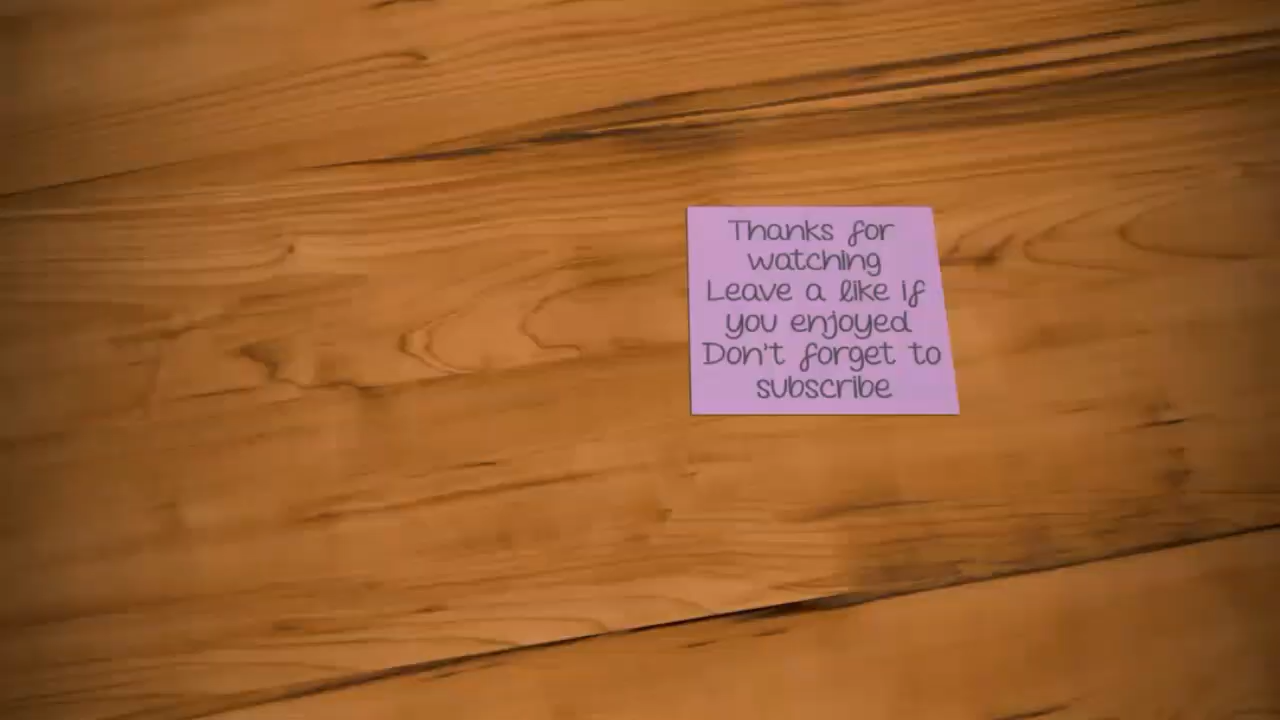 Thanks for
watching
Leave a like if
you enjoyed
Don't forget to
subscribe